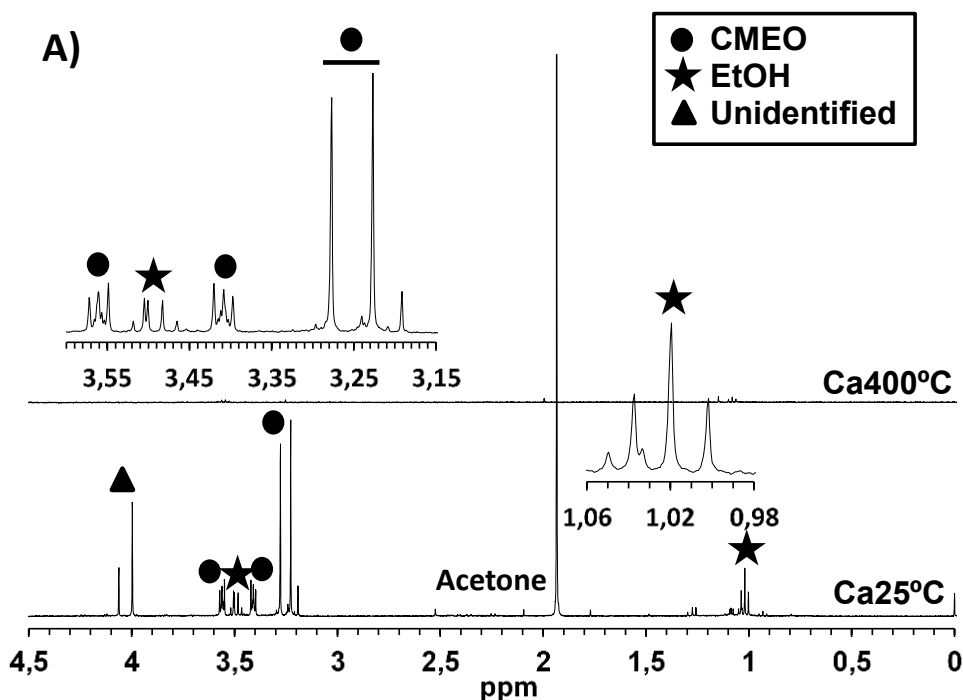 A)
CMEO
EtOH
Unidentified
3,55 3,45 3,35 3,25 3,15
Ca400ºC
1,06 1,02 0,98
Acetone
Ca25ºC
4,5 4 3,5 3 2,5 2 1,5 1 0,5 0
ppm